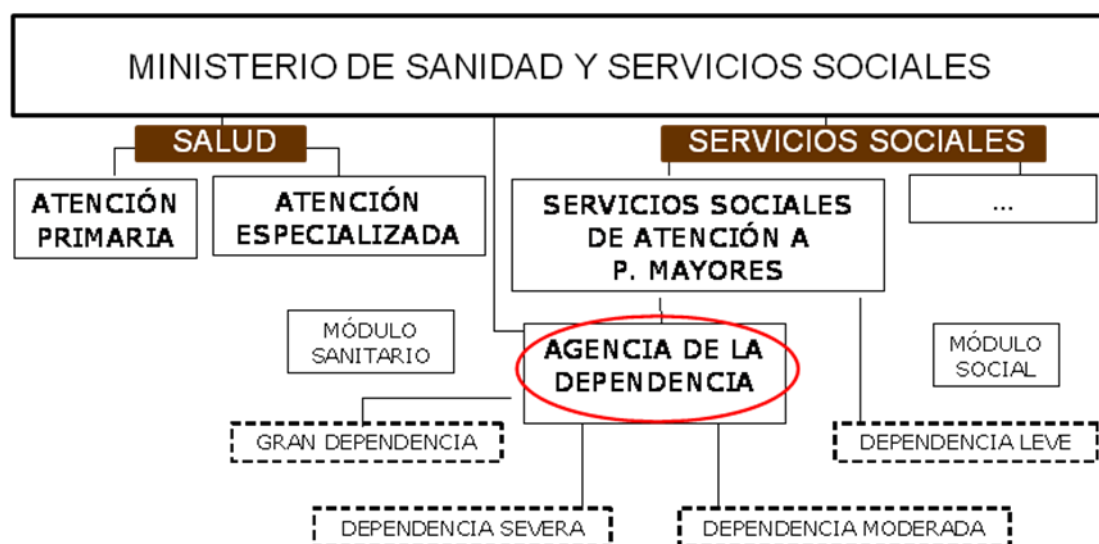 MINISTERIO DE SANIDAD Y SERVICIOS SOCIALES
SALUD
SERVICIOS SOCIALES
ATENCIÓN
PRIMARIA
ATENCIÓN
ESPECIALIZADA
SERVICIOS SOCIALES
DE ATENCIÓN A
P. MAYORES
...
MÓDULO
SANITARIO
AGENCIA DE LA
DEPENDENCIA
MÓDULO
SOCIAL
GRAN DEPENDENCIA
DEPENDENCIA LEVE
DEPENDENCIA SEVERA
DEPENDENCIA MODERADA